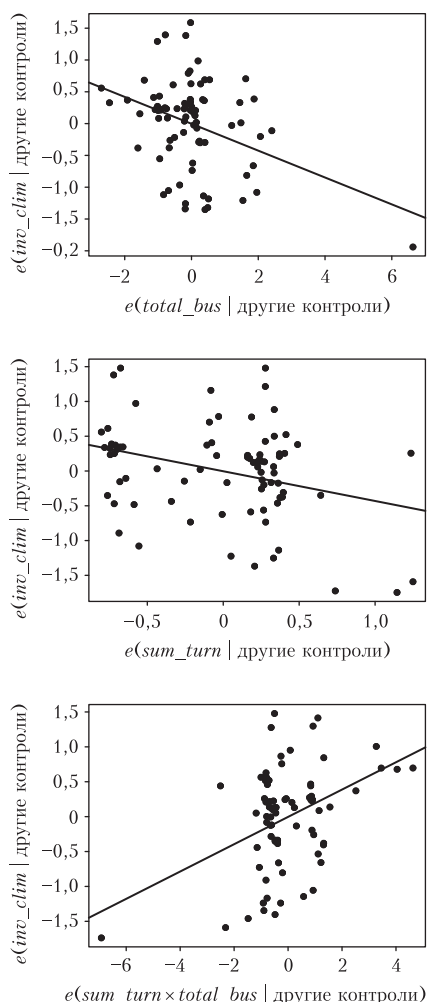 e(inv_clim | другие контроли)
1,5
1,0
0,5
0
−0,5
−1,0
−1,5
−0,2
−2 0 2 4 6
e(total_bus | другие контроли)
e(inv_clim | другие контроли)
1,5
1,0
0,5
0
−0,5
−1,0
−1,5
−0,5 0 0,5 1,0
e(sum_turn | другие контроли)
e(inv_clim | другие контроли)
1,5
1,0
0,5
0
−0,5
−1,0
−1,5
−6 −4 −2 0 2 4
e(sum_turn×total_bus | другие контроли)